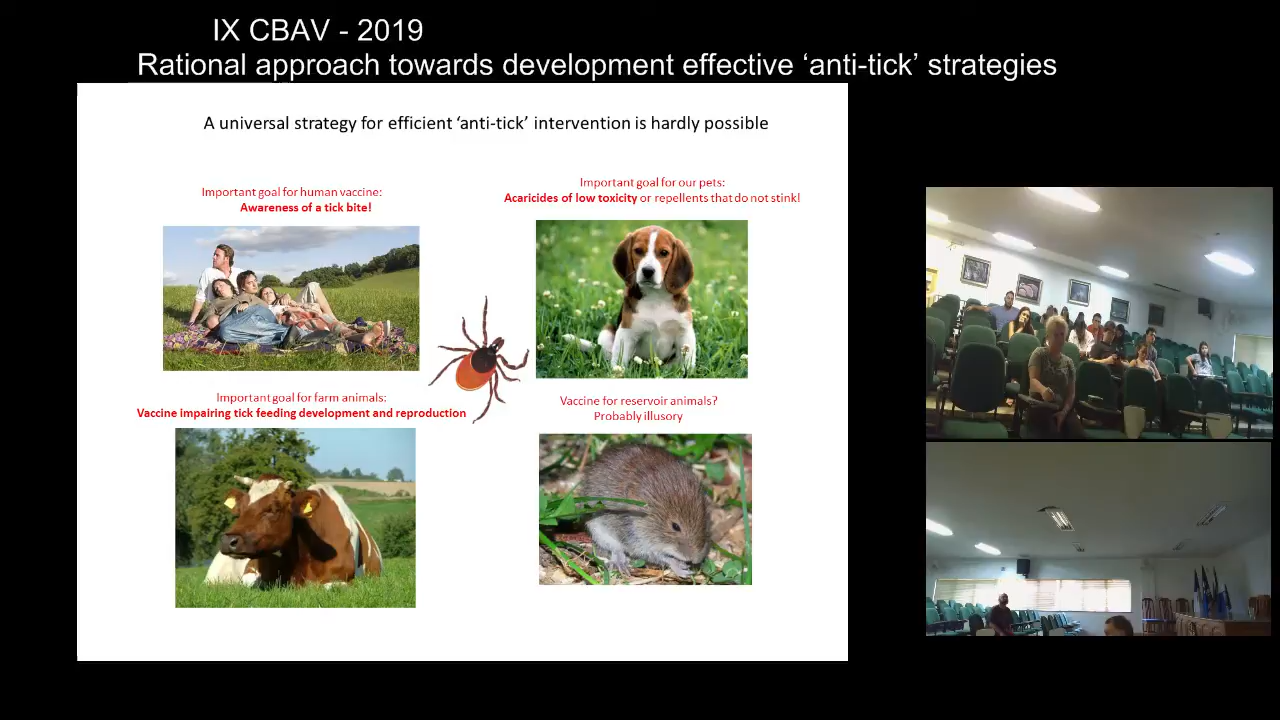 IX CBAV - 2019
Rational approach towards development effective ‘anti-tick’ strategies
A universal strategy for efficient ‘anti-tick’ intervention is hardly possible
Important goal for human vaccine:
Awareness of a tick bite!
Important goal for our pets:
Acaricides of low toxicity or repellents that do not stink!
Important goal for farm animals:
Vaccine impairing tick feeding development and reproduction
Vaccine for reservoir animals?
Probably illusory